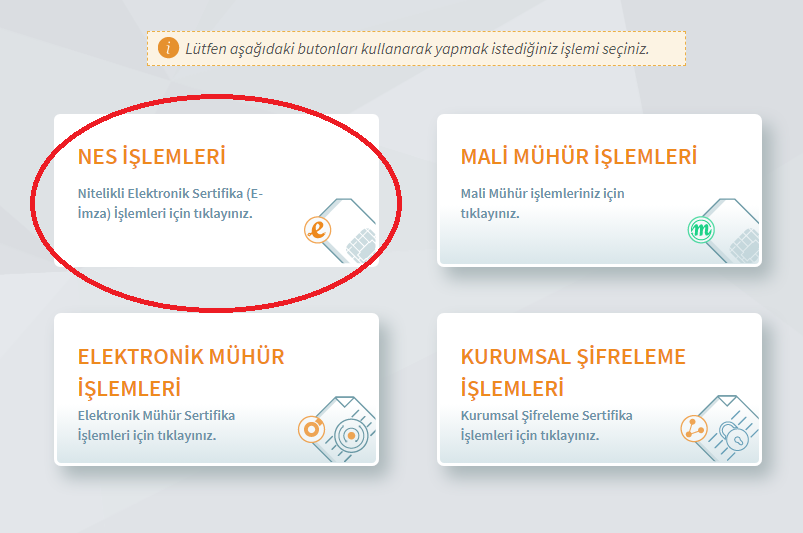 Lütfen aşağıdaki butonları kullanarak yapmak istediğiniz işlemi seçiniz.
NES İŞLEMLERİ
Nitelikli Elektronik Sertifika (E-
İmza) İşlemleri için tıklayınız.
MALİ MÜHÜR İŞLEMLERİ
Mali Mühür işlemleriniz için
tıklayınız.
ELEKTRONİK MÜHÜR
İŞLEMLERİ
Elektronik Mühür Sertifika
İşlemleri için tıklayınız.
KURUMSAL ŞİFRELEME
İŞLEMLERİ
Kurumsal Şifreleme Sertifika
İşlemleri için tıklayınız.